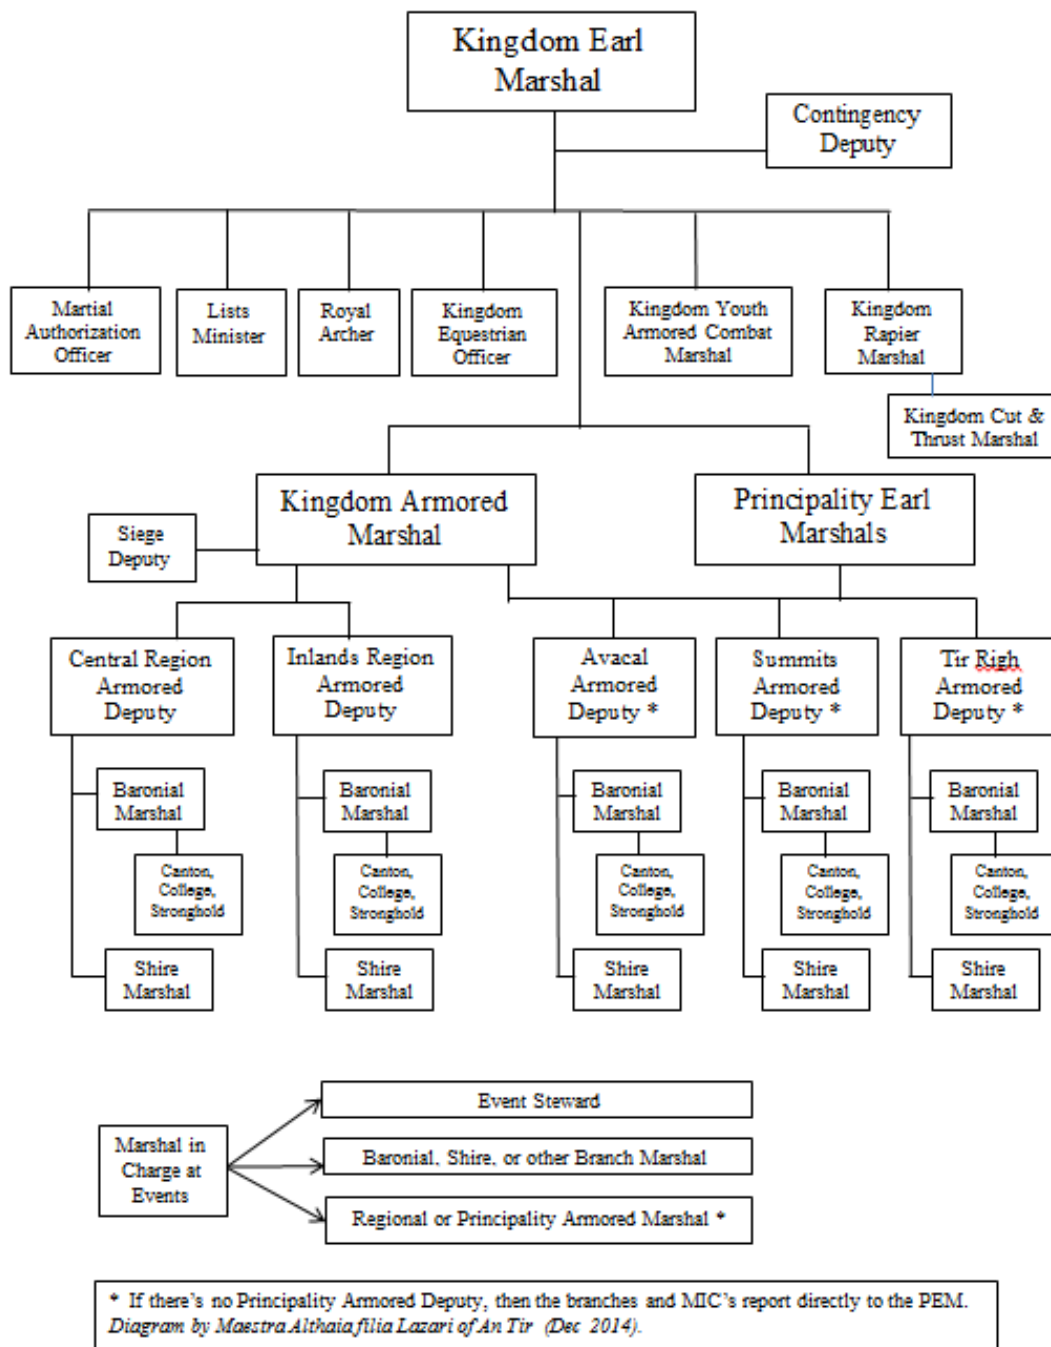 Kingdom Earl
Marshal
Contingency
Deputy
Martial
Authorization
Officer
Lists
Minister
Royal
Archer
Kingdom
Equestrian
Officer
Kingdom Youth
Armored Combat
Marshal
Kingdom
Rapier
Marshal
Kingdom Cut &
Thrust Marshal
Kingdom Armored
Marshal
Principality Earl
Marshals
Siege
Deputy
Central Region
Armored
Deputy
Inlands Region
Armored
Deputy
Avacal
Armored
Deputy *
Summits
Armored
Deputy *
Tir Righ
Armored
Deputy *
Baronial
Marshal
Baronial
Marshal
Baronial
Marshal
Baronial
Marshal
Baronial
Marshal
Canton,
College,
Stronghold
Canton,
College,
Stronghold
Canton,
College,
Stronghold
Canton,
College,
Stronghold
Canton,
College,
Stronghold
Shire
Marshal
Shire
Marshal
Shire
Marshal
Shire
Marshal
Shire
Marshal
Marshal in
Charge at
Events
Event Steward
Baronial, Shire, or other Branch Marshal
Regional or Principality Armored Marshal *
* If there's no Principality Armored Deputy, then the branches and MIC's report directly to the PEM.
Diagram by Maestra Althaia filia Lazari of An Tir (Dec 2014).